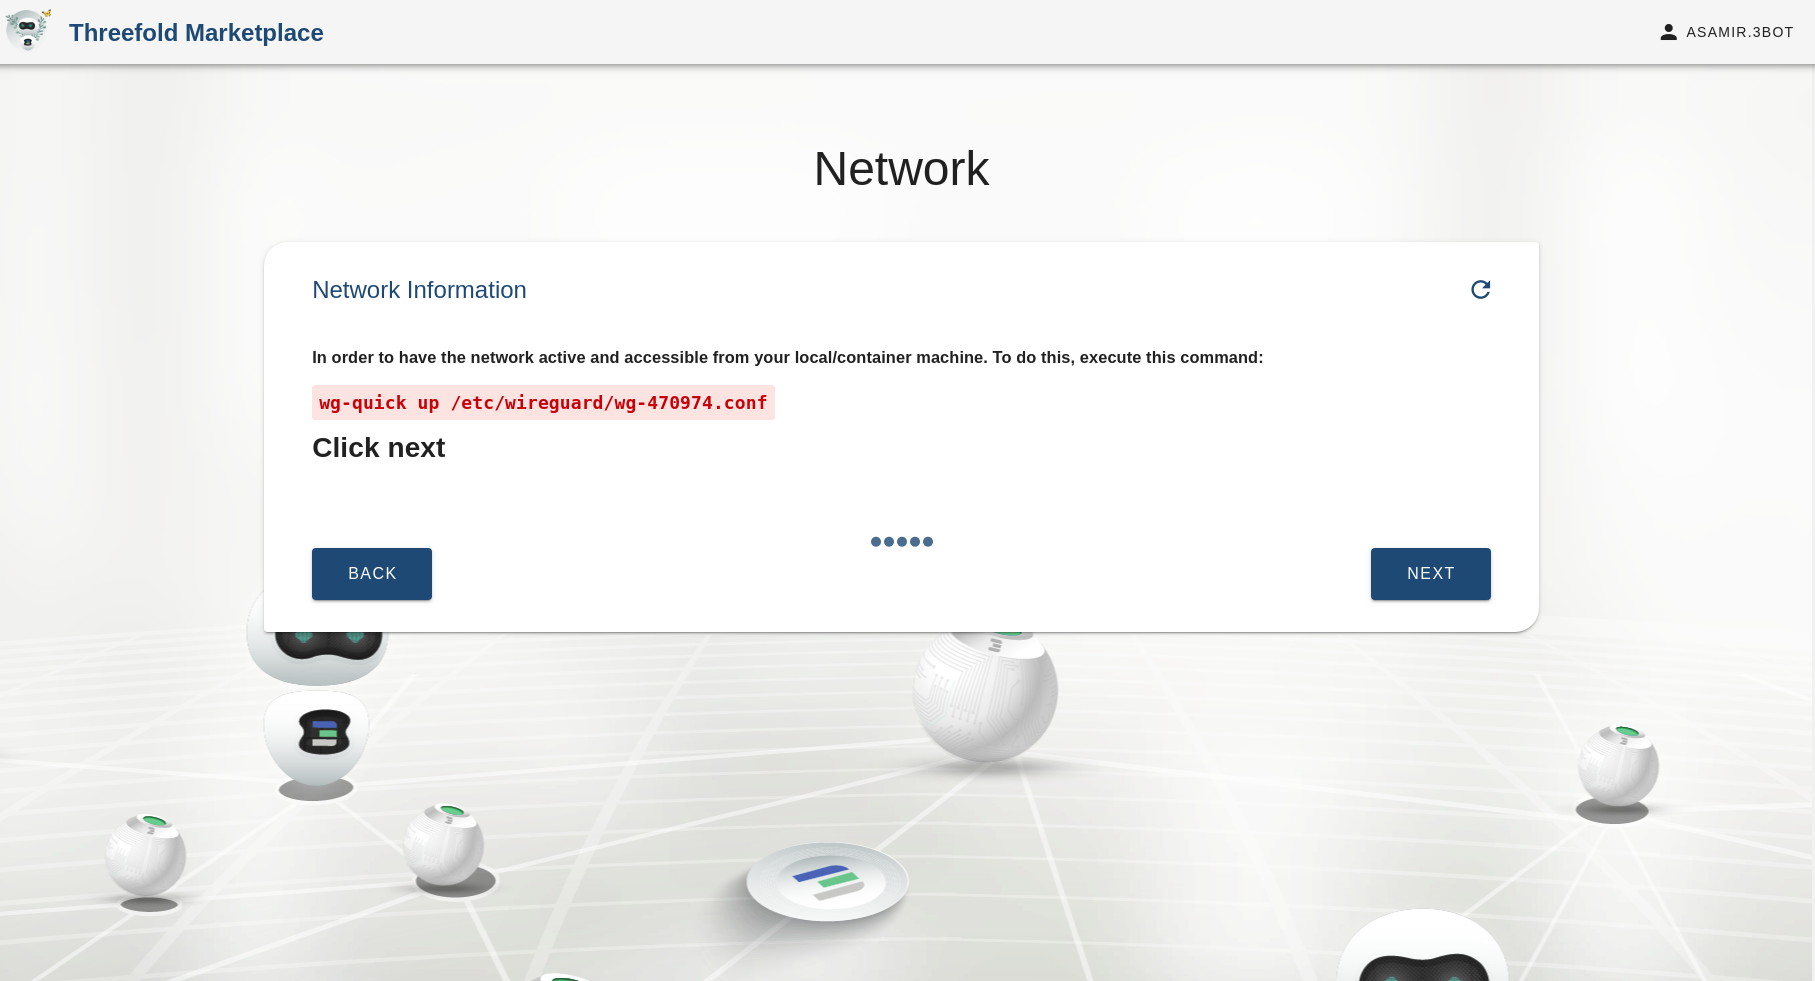 Threefold Marketplace
ASAMIR.3BOT
Network
Network Information
In order to have the network active and accessible from your local/container machine. To do this, execute this command:
wg-quick up /etc/wireguard/wg-470974.conf
Click next
BACK
NEXT